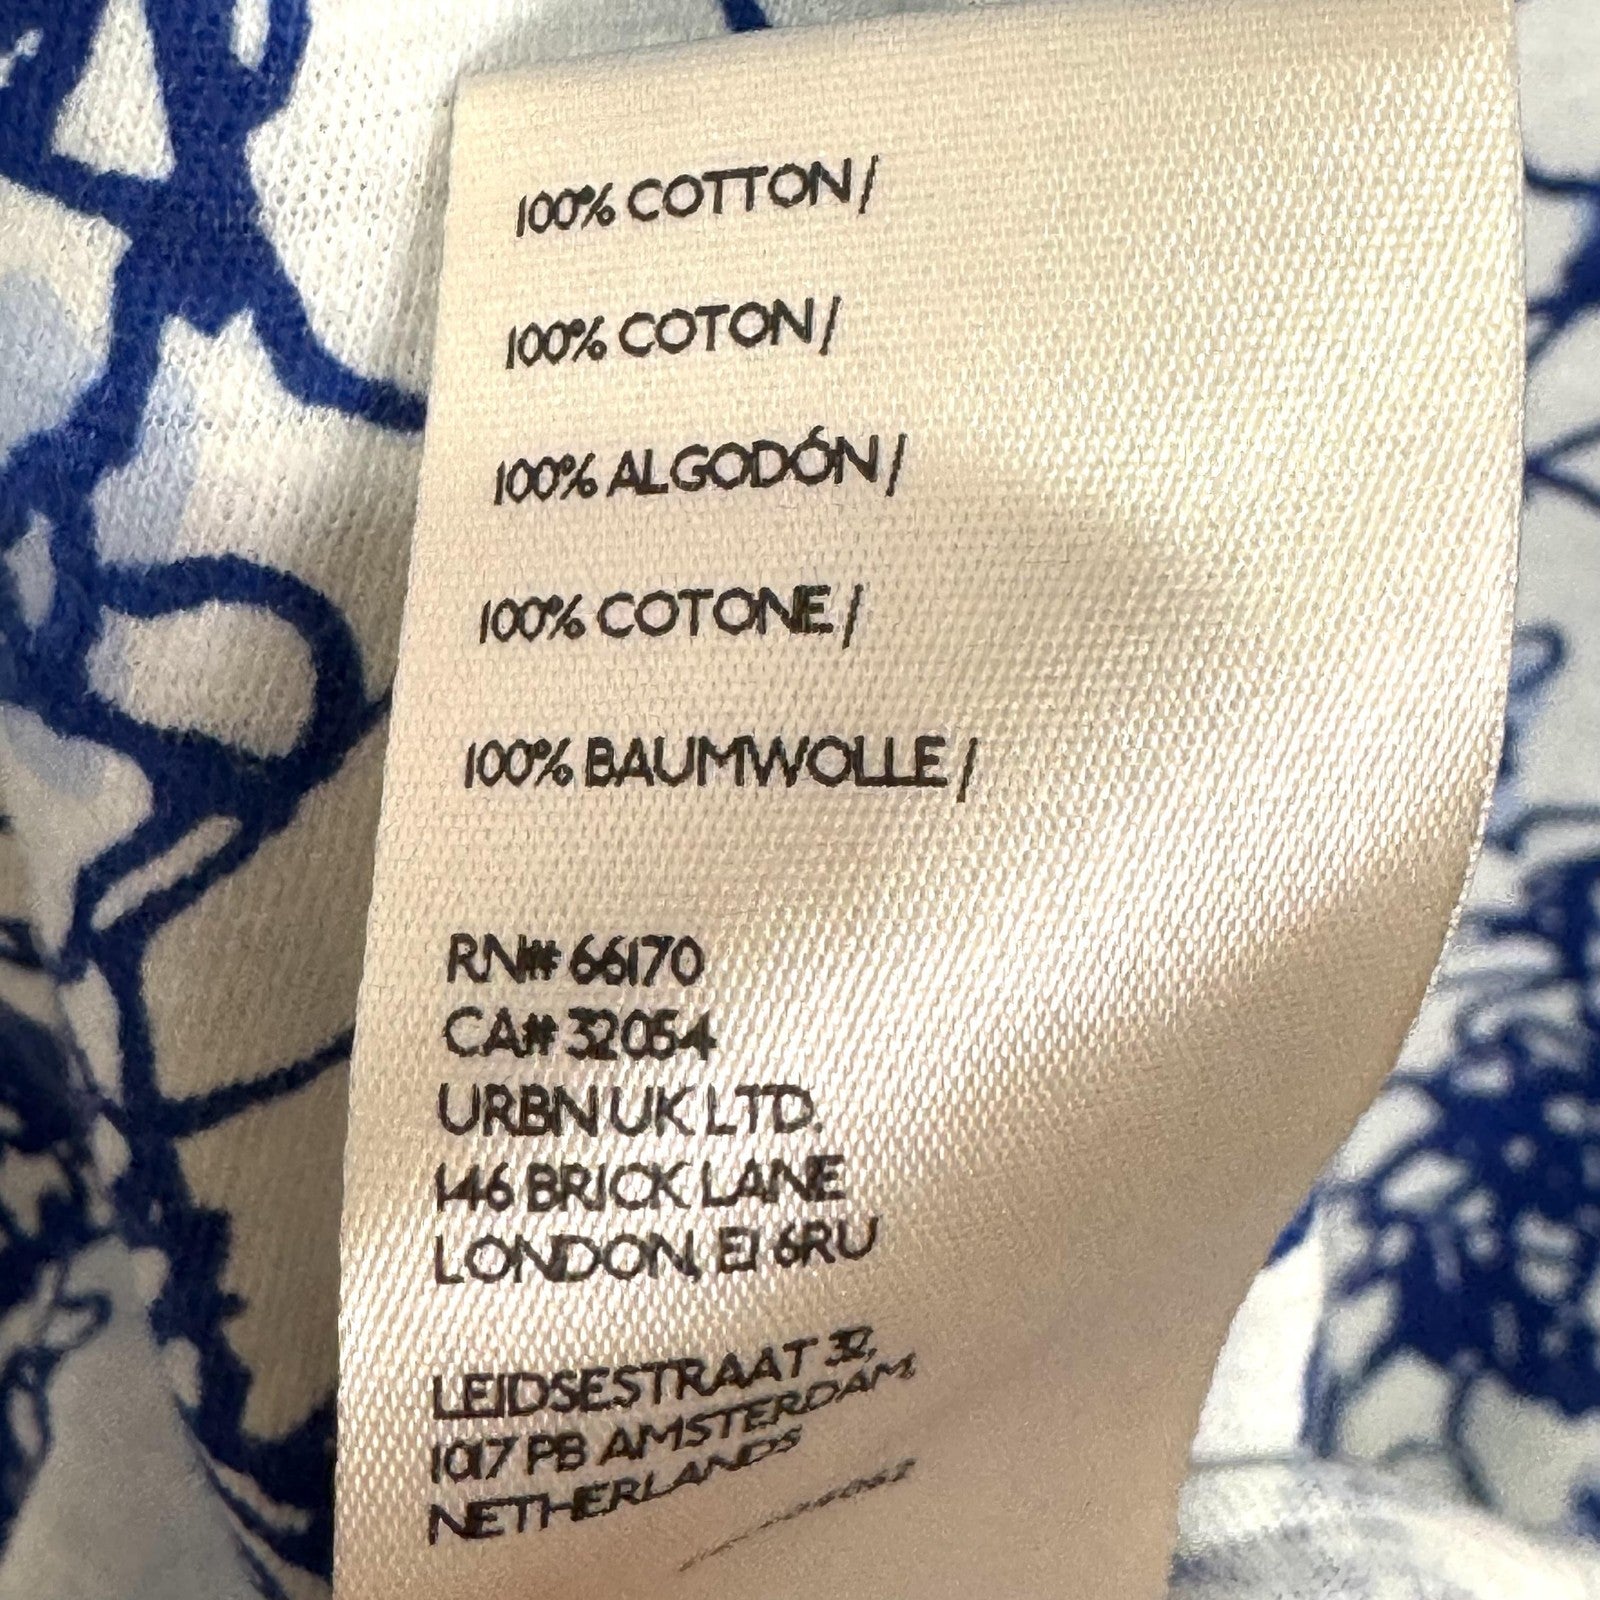 100% COTTON/
100% COTON/
100% ALGODÓN/
100% COTONE/
100% BAUMWOLLE/
RN# 66170
CA# 32054
URBN UK LTD.
146 BRICK LANE
LONDON, E1 6RU
LEIDSESTRAAT 32,
1017 PB AMSTERDAM,
NETHERLANDS